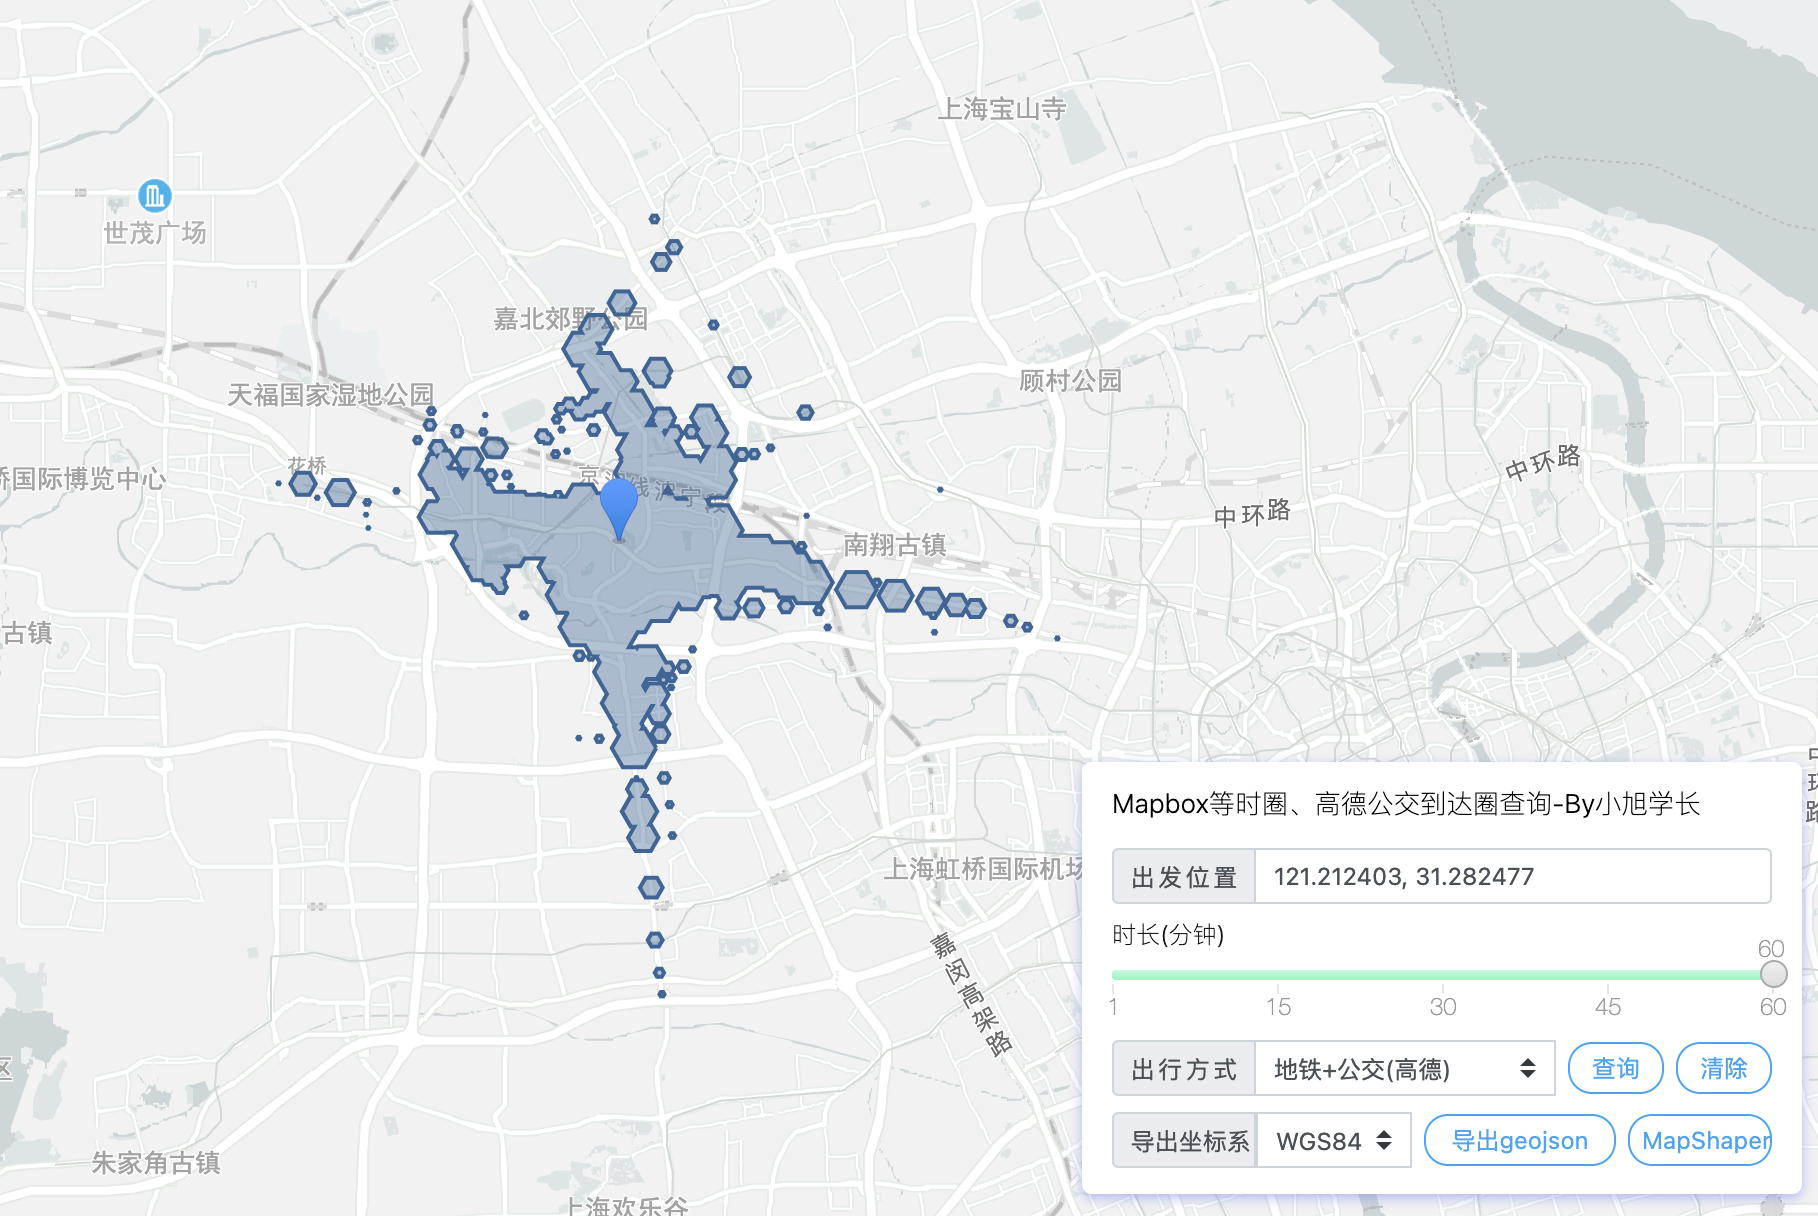 上海宝山寺
世茂广场
嘉北郊野公园
顾村公园
天福国家湿地公园
花桥
桥国际博览中心
中环路
中环路
南翔古镇
古镇
上海虹桥国际机场
嘉闵高架路
区
朱家角古镇
上海欢乐谷
Mapbox等时圈、高德公交到达圈查询-By小旭学长
出发位置 121.212403, 31.282477
时长(分钟)
60
1 15 30 45 60
出行方式 地铁+公交(高德) 查询 清除
导出坐标系 WGS84 导出geojson MapShaper